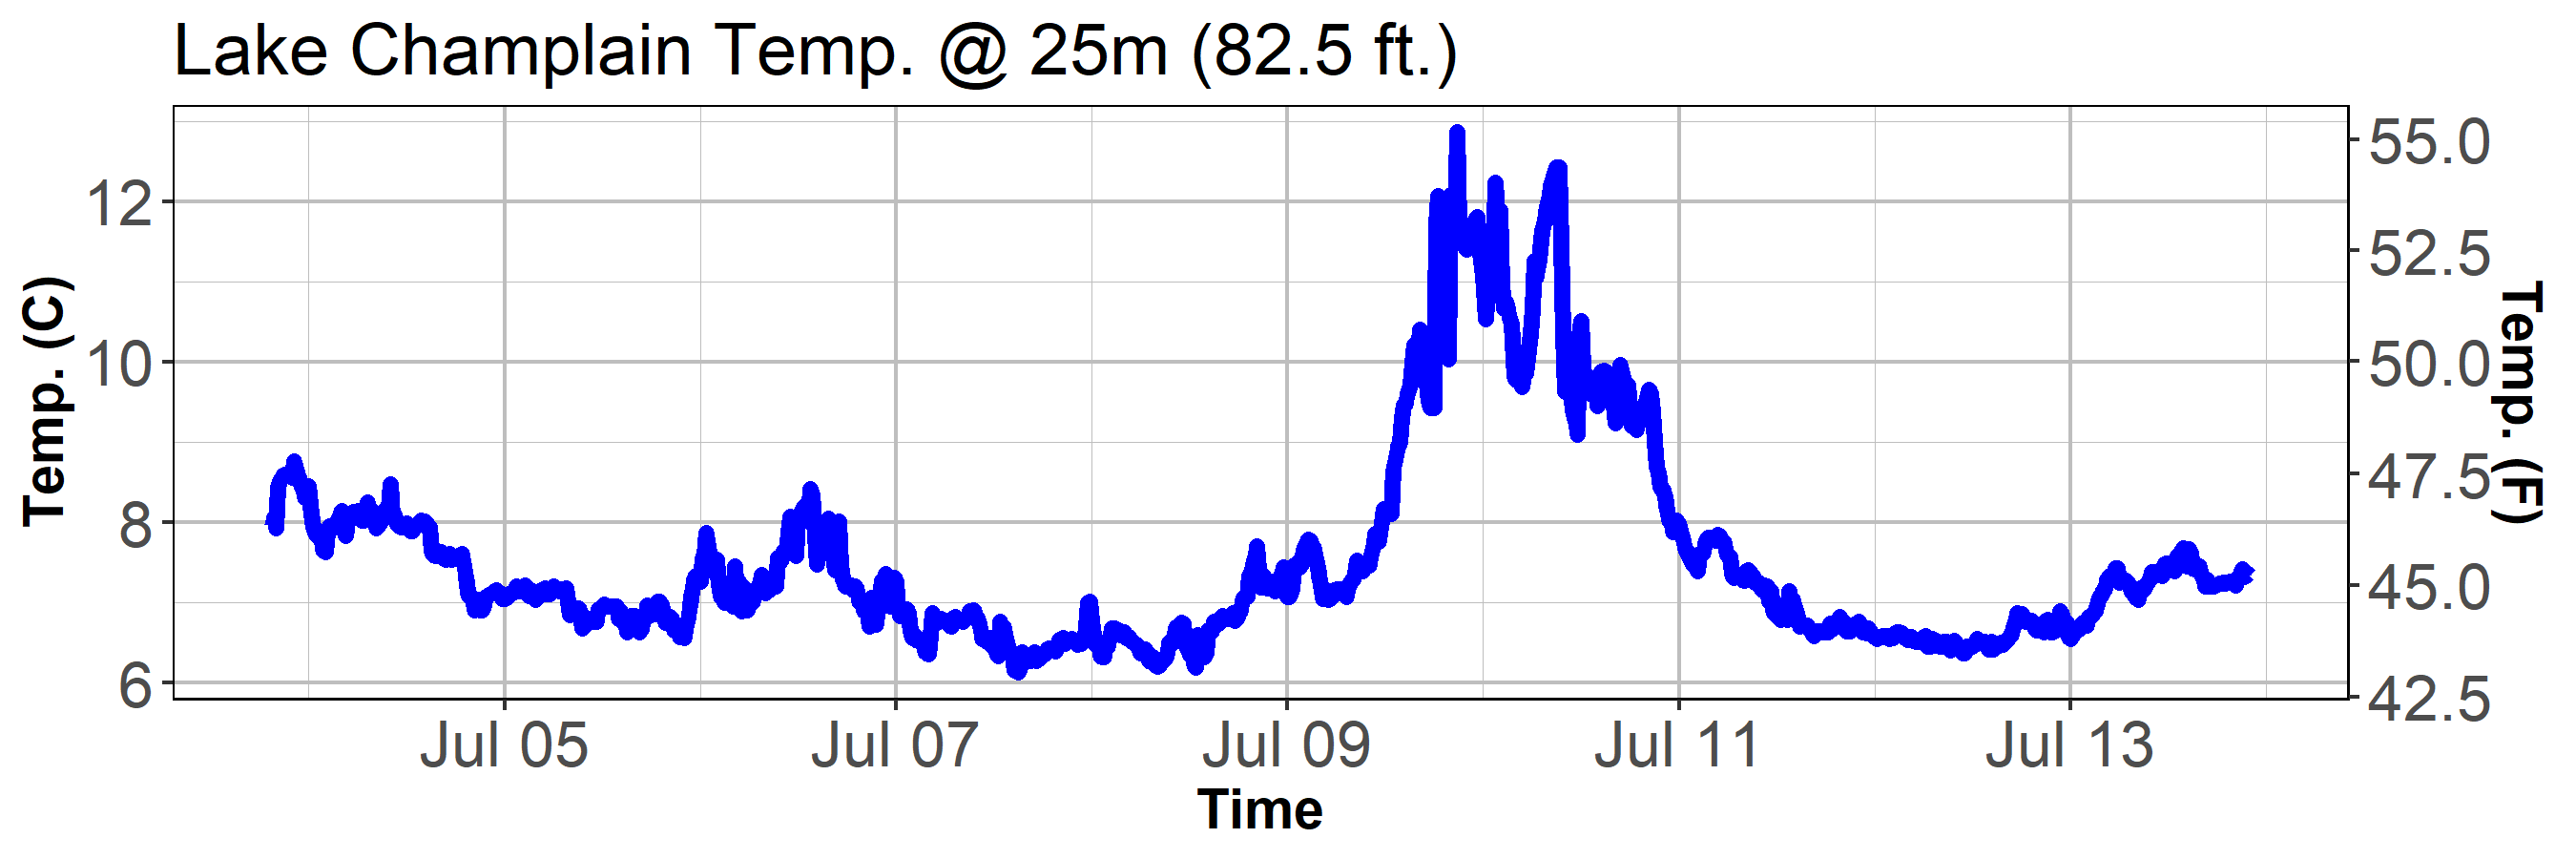 Lake Champlain Temp. @ 25m (82.5 ft.)
Temp. (C)
12
10
8
6
55.0
52.5
50.0
47.5
45.0
42.5
Temp. (F)
Jul 05 Jul 07 Jul 09 Jul 11 Jul 13
Time